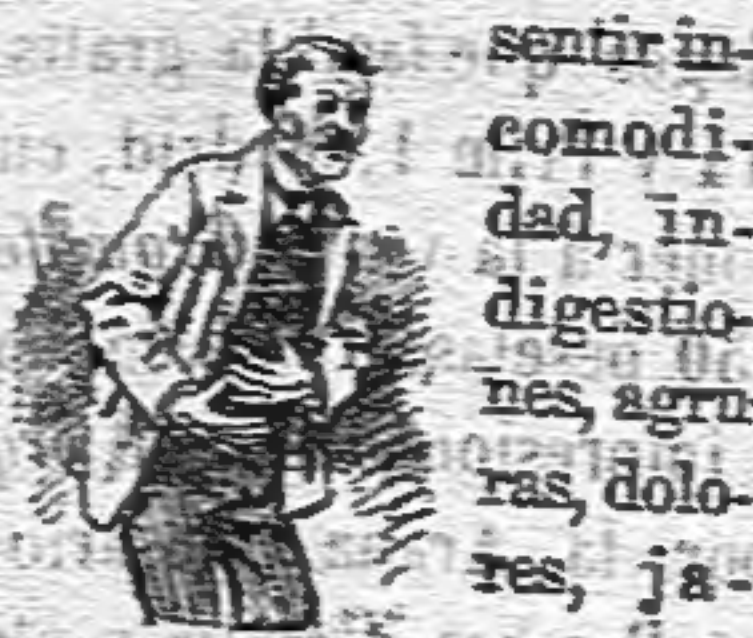 sentir in-
comodi-
dad, in-
digestio-
nes, agru-
ras, dolo-
res, ja-